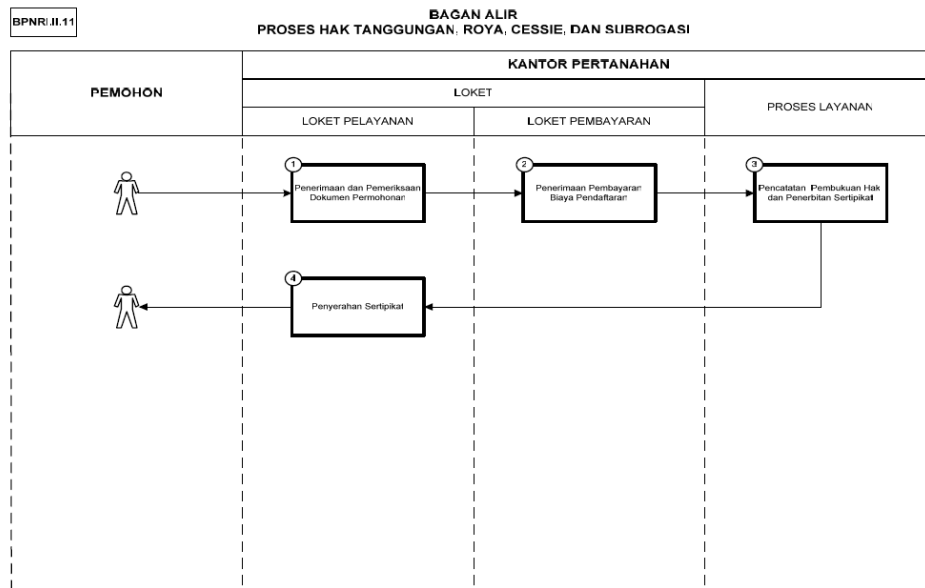 BPNRI.II.11
BAGAN ALIR
PROSES HAK TANGGUNGAN, ROYA, CESSIE, DAN SUBROGASI
PEMOHON
KANTOR PERTANAHAN
LOKET
PROSES LAYANAN
LOKET PELAYANAN
LOKET PEMBAYARAN
1
Penerimaan dan Pemeriksaan
Dokumen Permohonan
2
Penerimaan Pembayaran
Biaya Pendaftaran
3
Pencatatan Pembukuan Hak
dan Penerbitan Sertipikat
4
Penyerahan Sertipikat